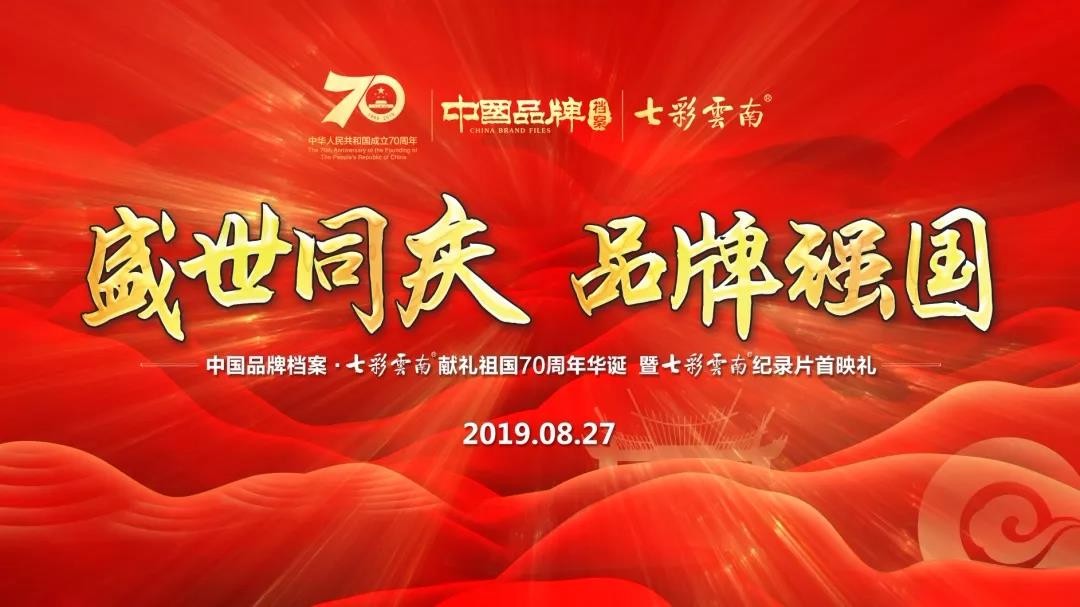 70
中华人民共和国成立70周年
The 70th Anniversary of the Founding of
The People's Republic of China
中國品牌 档案
CHINA BRAND FILES
七彩雲南®
盛世同庆 品牌强国
中国品牌档案·七彩雲南®献礼祖国70周年华诞 暨七彩雲南®纪录片首映礼
2019.08.27